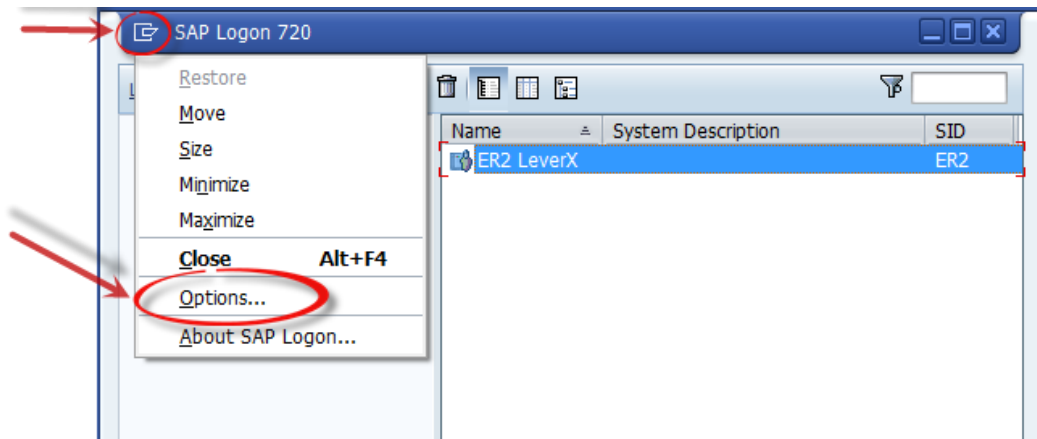 SAP Logon 720
Restore
Move
Size
Minimize
Maximize
Close Alt+F4
Options...
About SAP Logon...
Name System Description SID
ER2 LeverX ER2